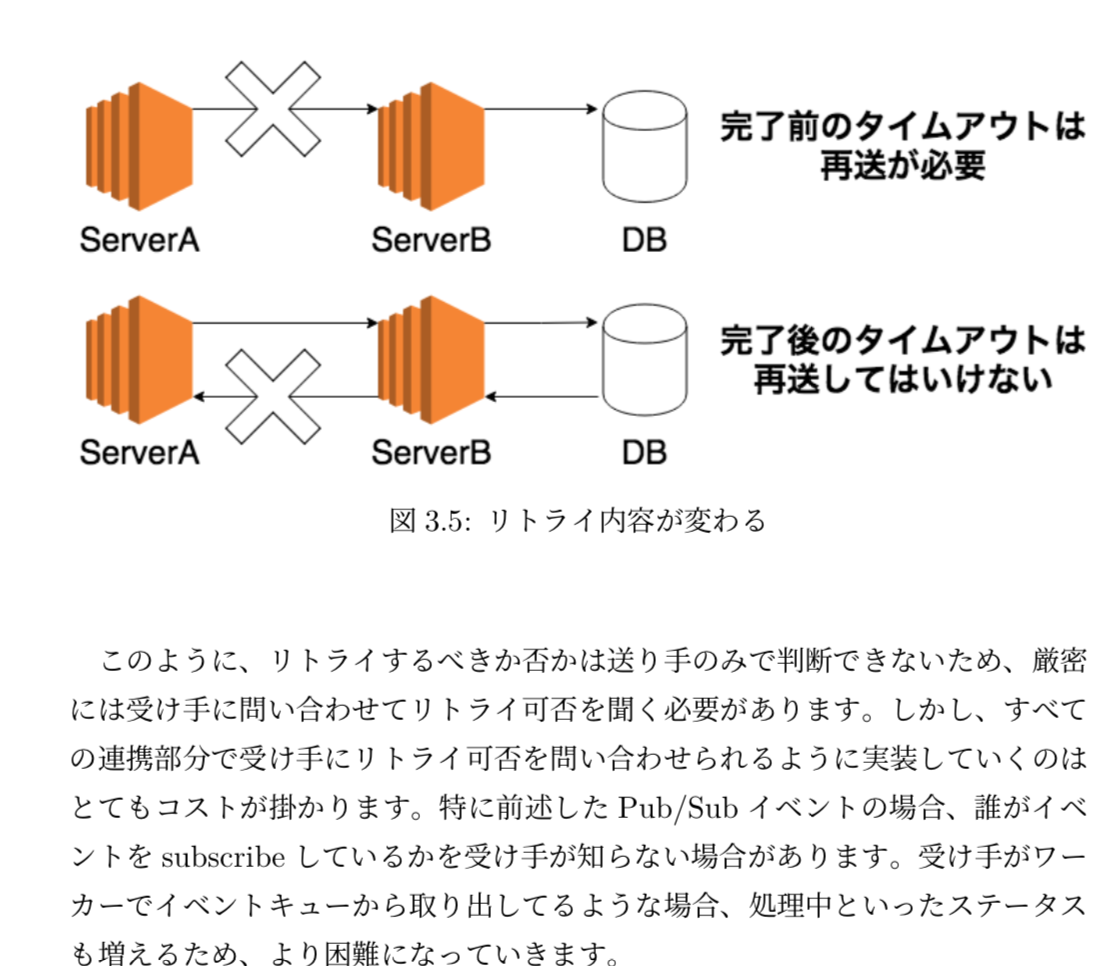 完了前のタイムアウトは
再送が必要
ServerA ServerB DB
完了後のタイムアウトは
再送してはいけない
ServerA ServerB DB
図 3.5: リトライ内容が変わる
このように、リトライするべきか否かは送り手のみで判断できないため、厳密
には受け手に問い合わせてリトライ可否を聞く必要があります。しかし、すべて
の連携部分で受け手にリトライ可否を問い合わせられるように実装していくのは
とてもコストが掛かります。特に前述した Pub/Sub イベントの場合、誰がイベ
ントを subscribe しているかを受け手が知らない場合があります。受け手がワー
カーでイベントキューから取り出してるような場合、処理中といったステータス
も増えるため、より困難になっていきます。